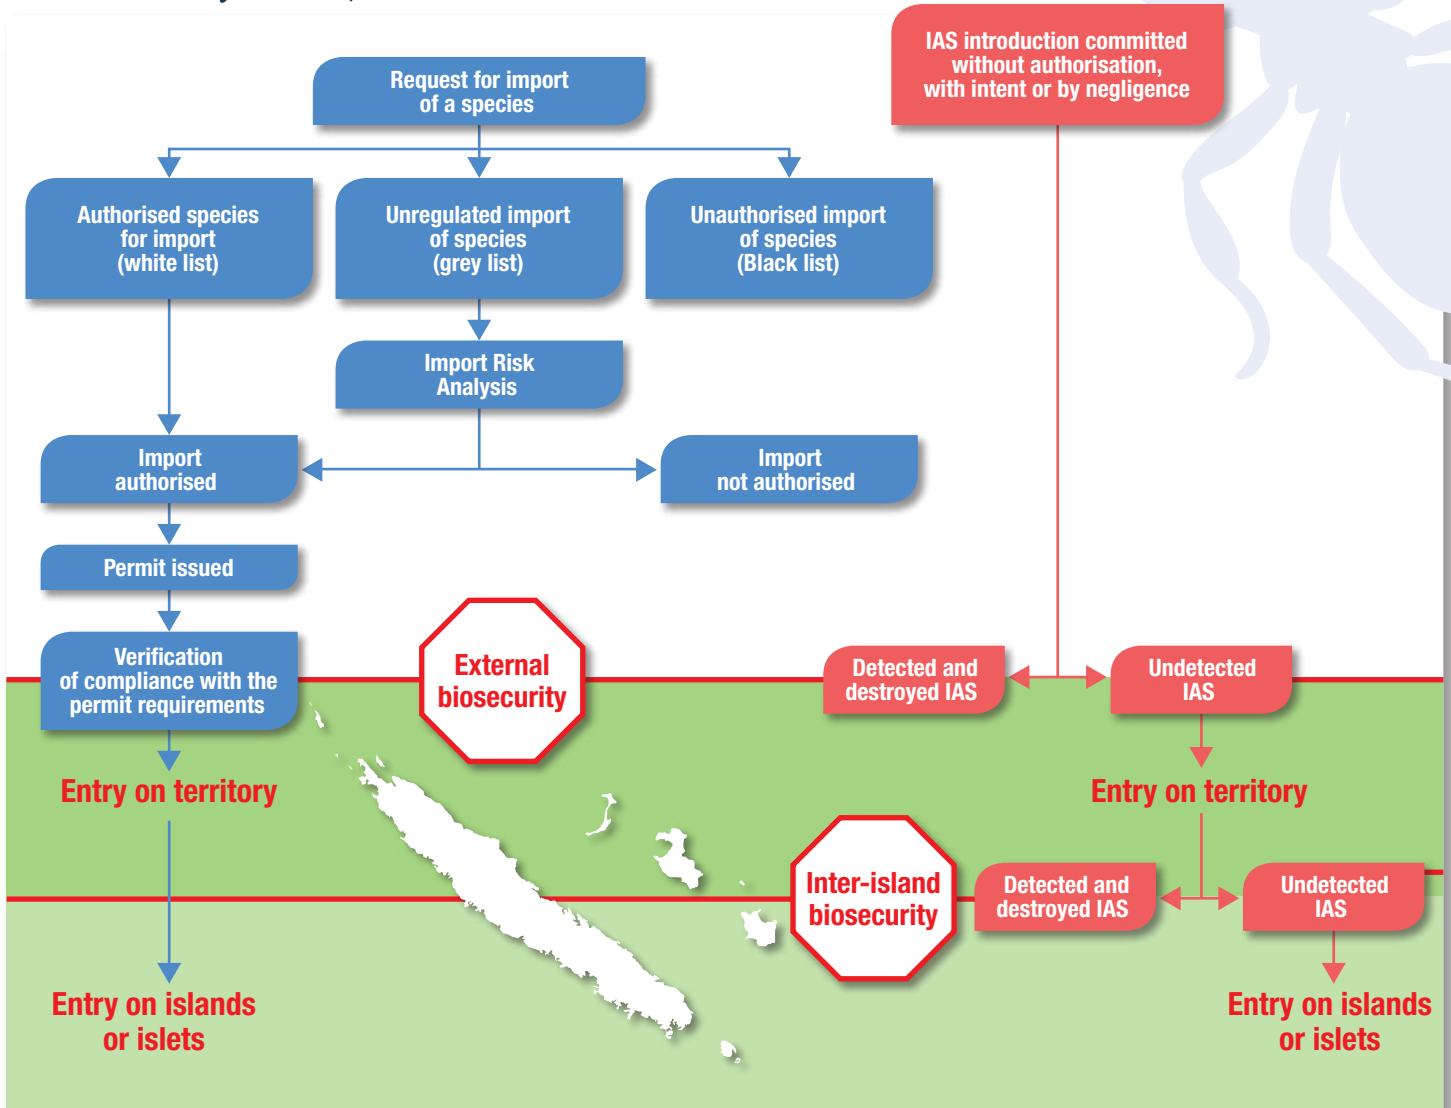 IAS introduction committed
without authorisation,
with intent or by negligence
Request for import
of a species
Authorised species
for import
(white list)
Unregulated import
of species
(grey list)
Unauthorised import
of species
(Black list)
Import Risk
Analysis
Import
authorised
Import
not authorised
Permit issued
Verification
of compliance with the
permit requirements
External
biosecurity
Detected and
destroyed IAS
Undetected
IAS
Entry on territory
Entry on territory
Inter-island
biosecurity
Detected and
destroyed IAS
Undetected
IAS
Entry on islands
or islets
Entry on islands
or islets